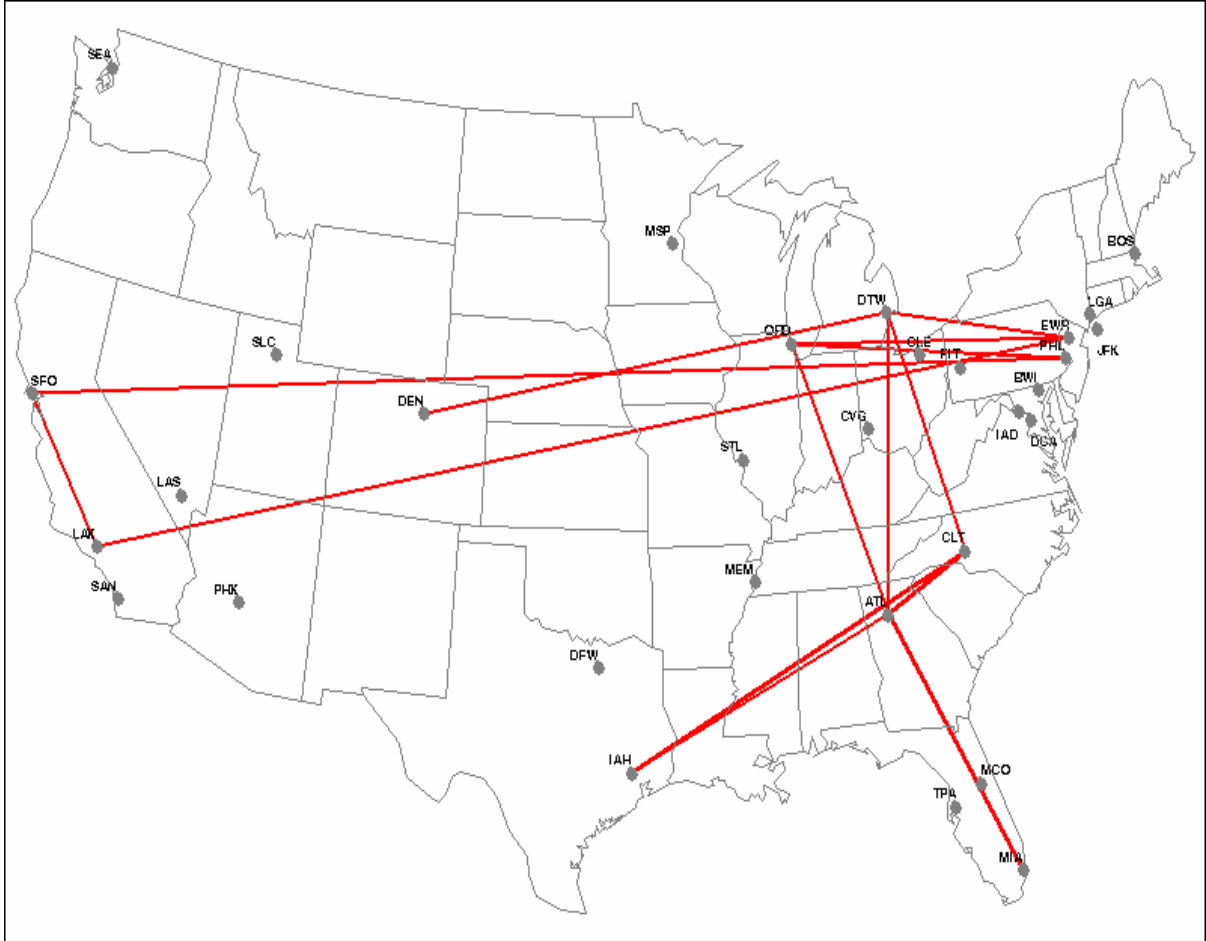 SEA
MSP
BOS
DTW
LGA
ORD
EWR
SLC
CLE
PIT
PHL
JFK
SFO
BWI
DEN
CVG
IAD
DCA
STL
LAS
LAX
CLT
MEM
SAN
PHX
ATL
DFW
IAH
MCO
TPA
MIA